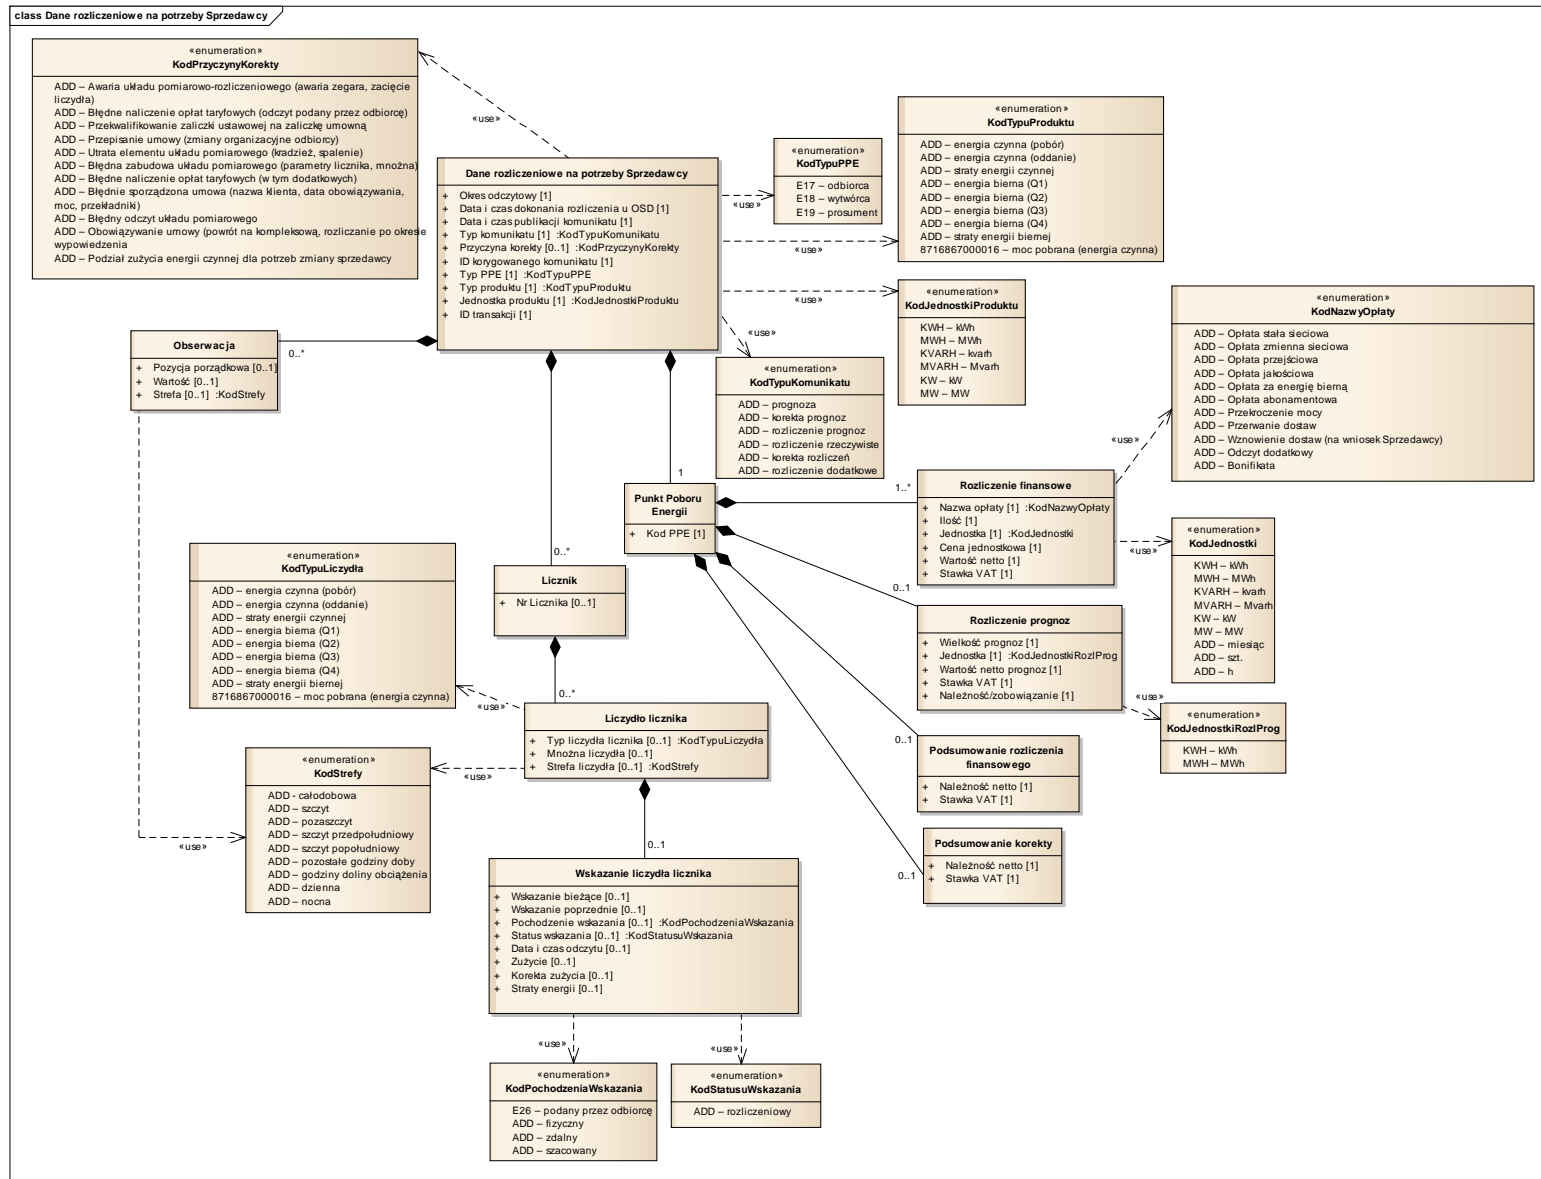 class Dane rozliczeniowe na potrzeby Sprzedawcy
«enumeration»
KodPrzyczynyKorekty
ADD – Awaria układu pomiarowo-rozliczeniowego (awaria zegara, zacięcie
liczydła)
ADD – Błędne naliczenie opłat taryfowych (odczyt podany przez odbiorcę)
ADD – Przekwalifikowanie zaliczki ustawowej na zaliczkę umowną
ADD – Przepisanie umowy (zmiany organizacyjne odbiorcy)
ADD – Utrata elementu układu pomiarowego (kradzież, spalenie)
ADD – Błędna zabudowa układu pomiarowego (parametry licznika, mnożna)
ADD – Błędne naliczenie opłat taryfowych (w tym dodatkowych)
ADD – Błędnie sporządzona umowa (nazwa klienta, data obowiązywania,
moc, przekładniki)
ADD – Błędny odczyt układu pomiarowego
ADD – Obowiązywanie umowy (powrót na kompleksową, rozliczanie po okresie
wypowiedzenia
ADD – Podział zużycia energii czynnej dla potrzeb zmiany sprzedawcy
«use»
Dane rozliczeniowe na potrzeby Sprzedawcy
+ Okres odczytowy [1]
+ Data i czas dokonania rozliczenia u OSD [1]
+ Data i czas publikacji komunikatu [1]
+ Typ komunikatu [1] :KodTypuKomunikatu
+ Przyczyna korekty [0..1] :KodPrzyczynyKorekty
+ ID korygowanego komunikatu [1]
+ Typ PPE [1] :KodTypuPPE
+ Typ produktu [1] :KodTypuProduktu
+ Jednostka produktu [1] :KodJednostkiProduktu
+ ID transakcji [1]
«use»
«use»
«use»
«use»
«enumeration»
KodTypuPPE
E17 – odbiorca
E18 – wytwórca
E19 – prosument
«enumeration»
KodTypuProduktu
ADD – energia czynna (pobór)
ADD – energia czynna (oddanie)
ADD – straty energii czynnej
ADD – energia bierna (Q1)
ADD – energia bierna (Q2)
ADD – energia bierna (Q3)
ADD – energia bierna (Q4)
ADD – straty energii biernej
8716867000016 – moc pobrana (energia czynna)
«enumeration»
KodJednostkiProduktu
KWH – kWh
MWH – MWh
KVARH – kvarh
MVARH – Mvarh
KW – kW
MW – MW
«enumeration»
KodNazwyOpłaty
ADD – Opłata stała sieciowa
ADD – Opłata zmienna sieciowa
ADD – Opłata przejściowa
ADD – Opłata jakościowa
ADD – Opłata za energię bierną
ADD – Opłata abonamentowa
ADD – Przekroczenie mocy
ADD – Przerwanie dostaw
ADD – Wznowienie dostaw (na wniosek Sprzedawcy)
ADD – Odczyt dodatkowy
ADD – Bonifikata
Obserwacja
+ Pozycja porządkowa [0..1]
+ Wartość [0..1]
+ Strefa [0..1] :KodStrefy
0..*
«enumeration»
KodTypuKomunikatu
ADD – prognoza
ADD – korekta prognoz
ADD – rozliczenie prognoz
ADD – rozliczenie rzeczywiste
ADD – korekta rozliczeń
ADD – rozliczenie dodatkowe
1
Punkt Poboru
Energii
+ Kod PPE [1]
1..*
Rozliczenie finansowe
+ Nazwa opłaty [1] :KodNazwyOpłaty
+ Ilość [1]
+ Jednostka [1] :KodJednostki
+ Cena jednostkowa [1]
+ Wartość netto [1]
+ Stawka VAT [1]
«use»
«use»
«enumeration»
KodJednostki
KWH – kWh
MWH – MWh
KVARH – kvarh
MVARH – Mvarh
KW – kW
MW – MW
ADD – miesiąc
ADD – szt.
ADD – h
«enumeration»
KodTypuLiczydła
ADD – energia czynna (pobór)
ADD – energia czynna (oddanie)
ADD – straty energii czynnej
ADD – energia bierna (Q1)
ADD – energia bierna (Q2)
ADD – energia bierna (Q3)
ADD – energia bierna (Q4)
ADD – straty energii biernej
8716867000016 – moc pobrana (energia czynna)
0..*
Licznik
+ Nr Licznika [0..1]
0..1
Rozliczenie prognoz
+ Wielkość prognoz [1]
+ Jednostka [1] :KodJednostkiRozlProg
+ Wartość netto prognoz [1]
+ Stawka VAT [1]
+ Należność/zobowiązanie [1]
«use»
«enumeration»
KodJednostkiRozlProg
KWH – kWh
MWH – MWh
0..*
«use»
Liczydło licznika
+ Typ liczydła licznika [0..1] :KodTypuLiczydła
+ Mnożna liczydła [0..1]
+ Strefa liczydła [0..1] :KodStrefy
«use»
0..1
Podsumowanie rozliczenia
finansowego
+ Należność netto [1]
+ Stawka VAT [1]
«enumeration»
KodStrefy
ADD - całodobowa
ADD – szczyt
ADD – pozaszczyt
ADD – szczyt przedpołudniowy
ADD – szczyt popołudniowy
ADD – pozostałe godziny doby
ADD – godziny doliny obciążenia
ADD – dzienna
ADD – nocna
«use»
0..1
Podsumowanie korekty
+ Należność netto [1]
+ Stawka VAT [1]
0..1
Wskazanie liczydła licznika
+ Wskazanie bieżące [0..1]
+ Wskazanie poprzednie [0..1]
+ Pochodzenie wskazania [0..1] :KodPochodzeniaWskazania
+ Status wskazania [0..1] :KodStatusuWskazania
+ Data i czas odczytu [0..1]
+ Zużycie [0..1]
+ Korekta zużycia [0..1]
+ Straty energii [0..1]
«use»
«use»
«enumeration»
KodPochodzeniaWskazania
E26 – podany przez odbiorcę
ADD – fizyczny
ADD – zdalny
ADD – szacowany
«enumeration»
KodStatusuWskazania
ADD – rozliczeniowy